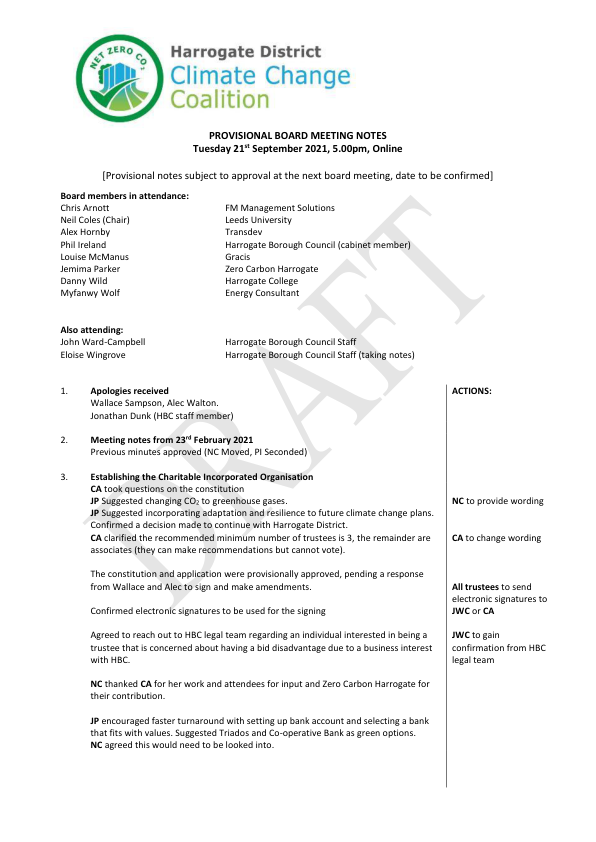 NET ZERO CO₂
Harrogate District
Climate Change
Coalition
PROVISIONAL BOARD MEETING NOTES
Tuesday 21st September 2021, 5.00pm, Online
[Provisional notes subject to approval at the next board meeting, date to be confirmed]
Board members in attendance:
Chris Arnott FM Management Solutions
Neil Coles (Chair) Leeds University
Alex Hornby Transdev
Phil Ireland Harrogate Borough Council (cabinet member)
Louise McManus Gracis
Jemima Parker Zero Carbon Harrogate
Danny Wild Harrogate College
Myfanwy Wolf Energy Consultant
Also attending:
John Ward-Campbell Harrogate Borough Council Staff
Eloise Wingrove Harrogate Borough Council Staff (taking notes)
1. Apologies received ACTIONS:
Wallace Sampson, Alec Walton.
Jonathan Dunk (HBC staff member)
2. Meeting notes from 23rd February 2021
Previous minutes approved (NC Moved, PI Seconded)
3. Establishing the Charitable Incorporated Organisation
CA took questions on the constitution
JP Suggested changing CO₂ to greenhouse gases. NC to provide wording
JP Suggested incorporating adaptation and resilience to future climate change plans.
Confirmed a decision made to continue with Harrogate District.
CA clarified the recommended minimum number of trustees is 3, the remainder are CA to change wording
associates (they can make recommendations but cannot vote).
The constitution and application were provisionally approved, pending a response
from Wallace and Alec to sign and make amendments. All trustees to send
electronic signatures to
Confirmed electronic signatures to be used for the signing JWC or CA
Agreed to reach out to HBC legal team regarding an individual interested in being a JWC to gain
trustee that is concerned about having a bid disadvantage due to a business interest confirmation from HBC
with HBC. legal team
NC thanked CA for her work and attendees for input and Zero Carbon Harrogate for
their contribution.
JP encouraged faster turnaround with setting up bank account and selecting a bank
that fits with values. Suggested Triados and Co-operative Bank as green options.
NC agreed this would need to be looked into.
DRAFT